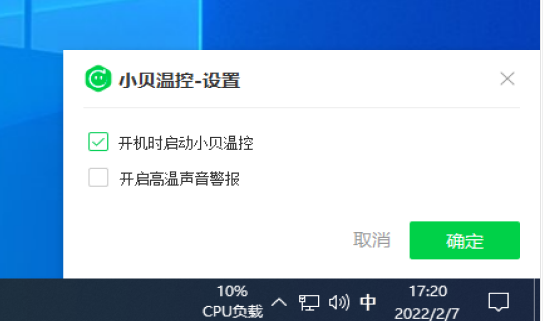 小贝温控-设置
开机时启动小贝温控
开启高温声音警报
取消 确定
10%
CPU负载
中
17:20
2022/2/7